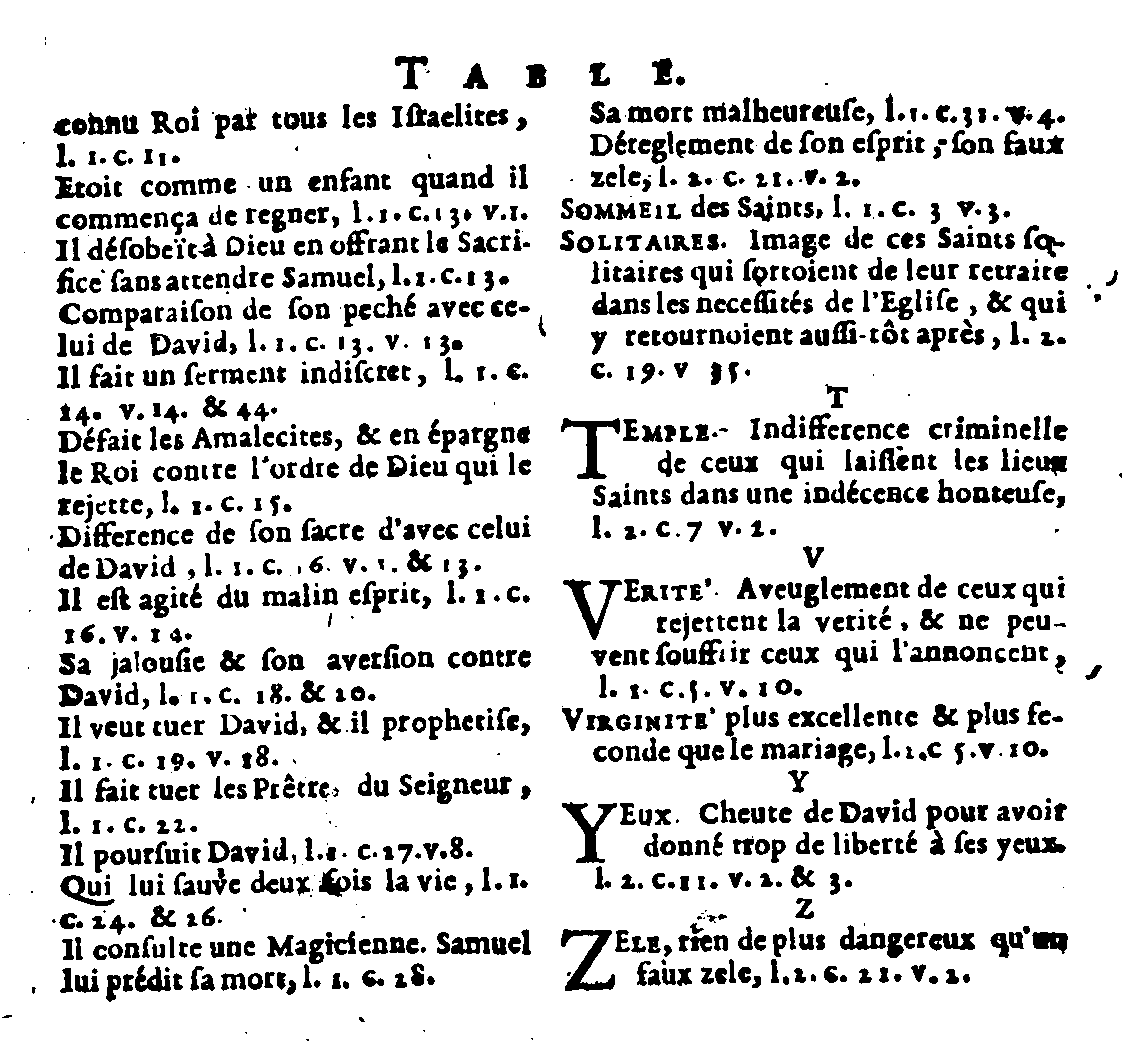 TABLE.
connu Roi par tous les Iſraelites,
l. 1. c. 11.
Etoit comme un enfant quand il
commença de regner, l. 1. c. 13. v. 1.
Il déſobeït à Dieu en offrant le Sacri-
fice ſans attendre Samuel, l. 1. c. 13.
Comparaiſon de ſon peché avec ce-
lui de David, l. 1. c. 13. v. 13.
Il fait un ſerment indiſcret, l. 1. c.
14. v. 14. & 44.
Défait les Amalecites, & en épargne
le Roi contre l'ordre de Dieu qui le
rejette, l. 1. c. 15.
Difference de ſon ſacre d'avec celui
de David, l. 1. c. 16. v. 1. & 13.
Il eſt agité du malin eſprit, l. 1. c.
16. v. 14.
Sa jalouſie & ſon averſion contre
David, l. 1. c. 18. & 20.
Il veut tuer David, & il prophetiſe,
l. 1. c. 19. v. 18.
Il fait tuer les Prêtres du Seigneur,
l. 1. c. 22.
Il pourſuit David, l. 1. c. 27. v. 8.
Qui lui ſauve deux fois la vie, l. 1.
c. 24. & 26.
Il conſulte une Magicienne. Samuel
lui prédit ſa mort, l. 1. c. 28.
Sa mort malheureuſe, l. 1. c. 31. v. 4.
Déreglement de ſon eſprit, ſon faux
zele, l. 2. c. 21. v. 2.
SOMMEIL des Saints, l. 1. c. 3 v. 3.
SOLITAIRES. Image de ces Saints ſo-
litaires qui ſortoient de leur retraite
dans les neceſſités de l'Egliſe, & qui
y retournoient auſſi-tôt après, l. 2.
c. 19. v 35.
T
TEMPLE. Indifference criminelle
de ceux qui laiſſent les lieux
Saints dans une indécence honteuſe,
l. 2. c. 7 v. 2.
V
VERITE'. Aveuglement de ceux qui
rejettent la verité, & ne peu-
vent ſouffrir ceux qui l'annoncent,
l. 1. c. 5. v. 10.
VIRGINITE' plus excellente & plus fe-
conde que le mariage, l. 1. c 5. v. 10.
Y
YEUX. Cheute de David pour avoir
donné trop de liberté à ſes yeux.
l. 2. c. 11. v. 2. & 3.
Z
ZELE, rien de plus dangereux qu'un
faux zele, l. 2. c. 21. v. 2.